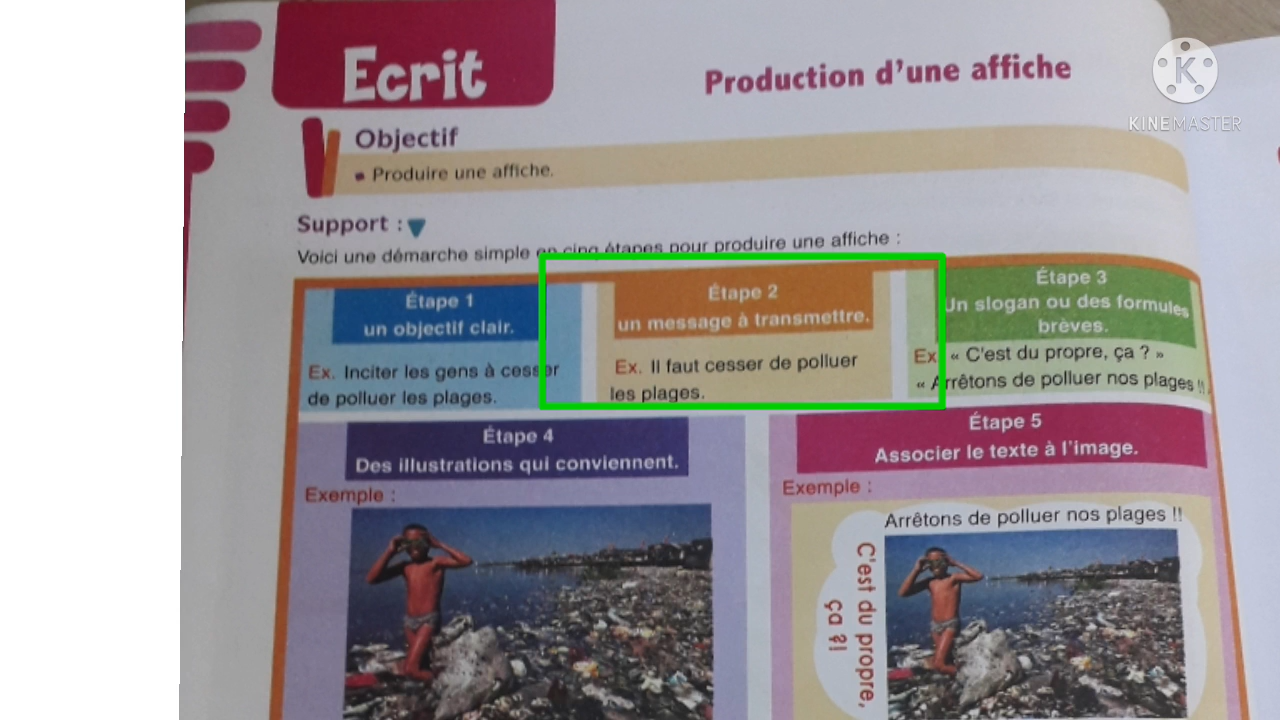 Ecrit
Production d'une affiche
KINEMASTER
Objectif
• Produire une affiche.
Support :
Voici une démarche simple en cinq étapes pour produire une affiche :
Étape 1
un objectif clair.
Ex. Inciter les gens à cesser
de polluer les plages.
Étape 2
un message à transmettre.
Ex. Il faut cesser de polluer
les plages.
Étape 3
Un slogan ou des formules
brèves.
Ex. « C'est du propre, ça ? »
« Arrêtons de polluer nos plages !!
Étape 4
Des illustrations qui conviennent.
Exemple :
Étape 5
Associer le texte à l'image.
Exemple :
Arrêtons de polluer nos plages !!
C'est du propre,
ça ?!